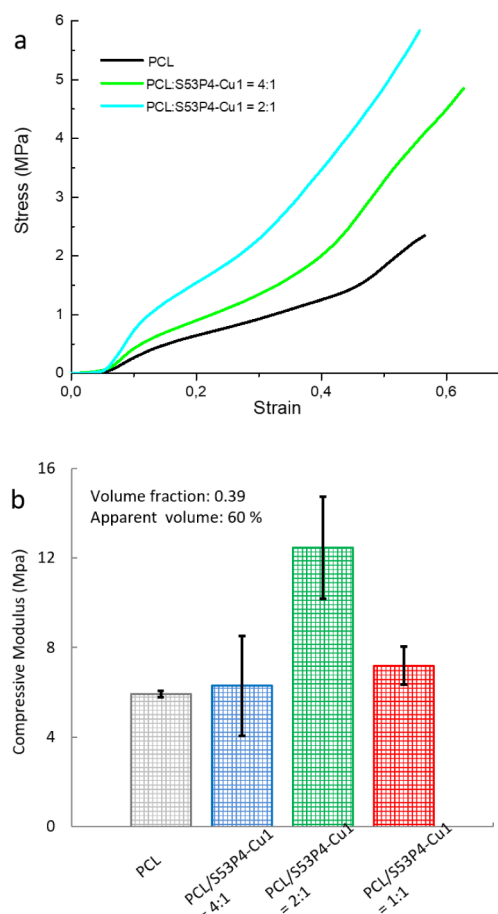 a
6
5
4
3
2
1
0
Stress (MPa)
PCL
PCL:S53P4-Cu1 = 4:1
PCL:S53P4-Cu1 = 2:1
0,0
0,2
0,4
0,6
Strain
b
16
12
8
4
0
Compressive Modulus (Mpa)
Volume fraction: 0.39
Apparent volume: 60 %
PCL
PCL/S53P4-Cu1
= 4:1
PCL/S53P4-Cu1
= 2:1
PCL/S53P4-Cu1
= 1:1